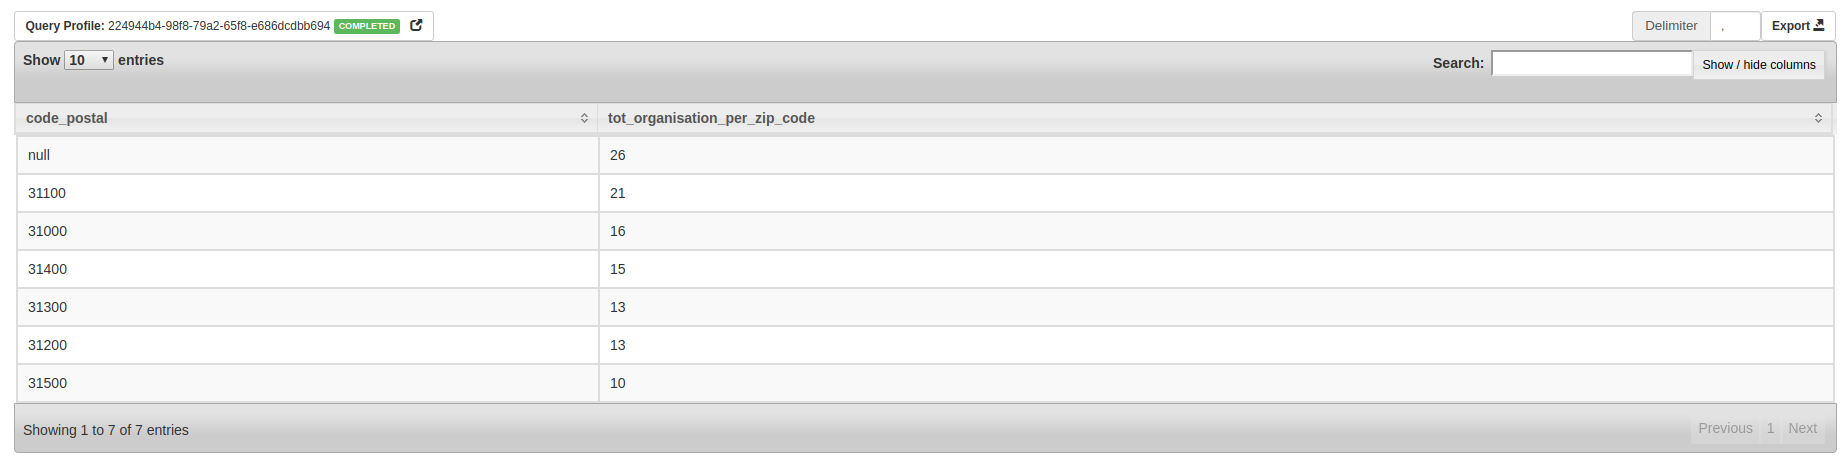 Query Profile: 224944b4-98f8-79a2-65f8-e686dcdbb694 COMPLETED Delimiter , Export
Show 10 entries Search: Show / hide columns
code_postal tot_organisation_per_zip_code
null 26
31100 21
31000 16
31400 15
31300 13
31200 13
31500 10
Showing 1 to 7 of 7 entries Previous 1 Next